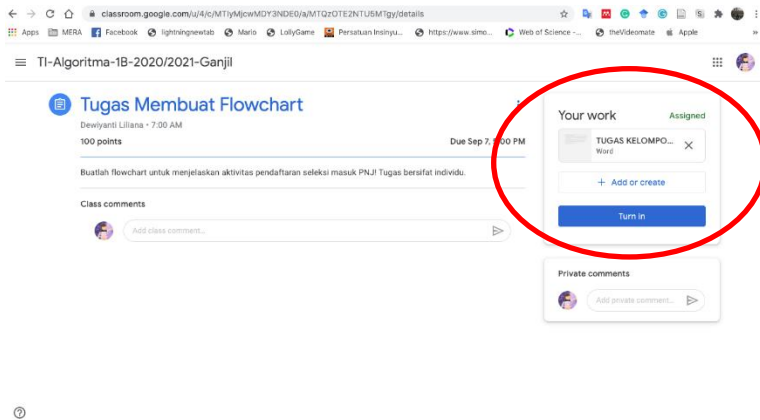 classroom.google.com/u/4/c/MTIyMjcwMDY3NDE0/a/MTQzOTE2NTU5MTgy/details
Apps MERA Facebook lightningnewtab Mario LollyGame Persatuan Insinyu... https://www.simo... Web of Science -... theVideomate Apple
TI-Algoritma-1B-2020/2021-Ganjil
Tugas Membuat Flowchart
Dewiyanti Liliana • 7:00 AM
100 points
Due Sep 7, :00 PM
Buatlah flowchart untuk menjelaskan aktivitas pendaftaran seleksi masuk PNJ! Tugas bersifat individu.
Class comments
Add class comment...
Your work Assigned
TUGAS KELOMPO...
Word
+ Add or create
Turn in
Private comments
Add private comment...